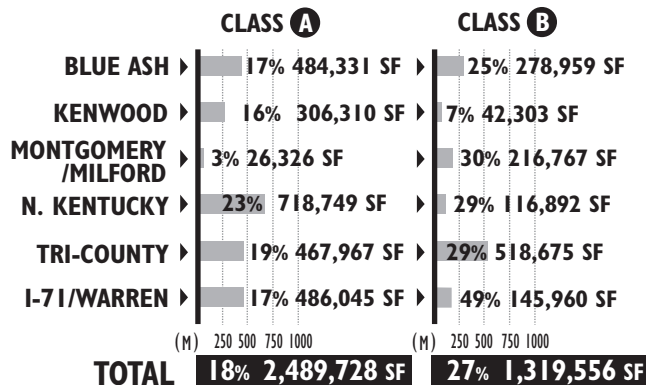 CLASS A CLASS B
BLUE ASH 17% 484,331 SF 25% 278,959 SF
KENWOOD 16% 306,310 SF 7% 42,303 SF
MONTGOMERY
/MILFORD 3% 26,326 SF 30% 216,767 SF
N. KENTUCKY 23% 718,749 SF 29% 116,892 SF
TRI-COUNTY 19% 467,967 SF 29% 518,675 SF
I-71/WARREN 17% 486,045 SF 49% 145,960 SF
(M) 250 500 750 1000 (M) 250 500 750 1000
TOTAL 18% 2,489,728 SF 27% 1,319,556 SF